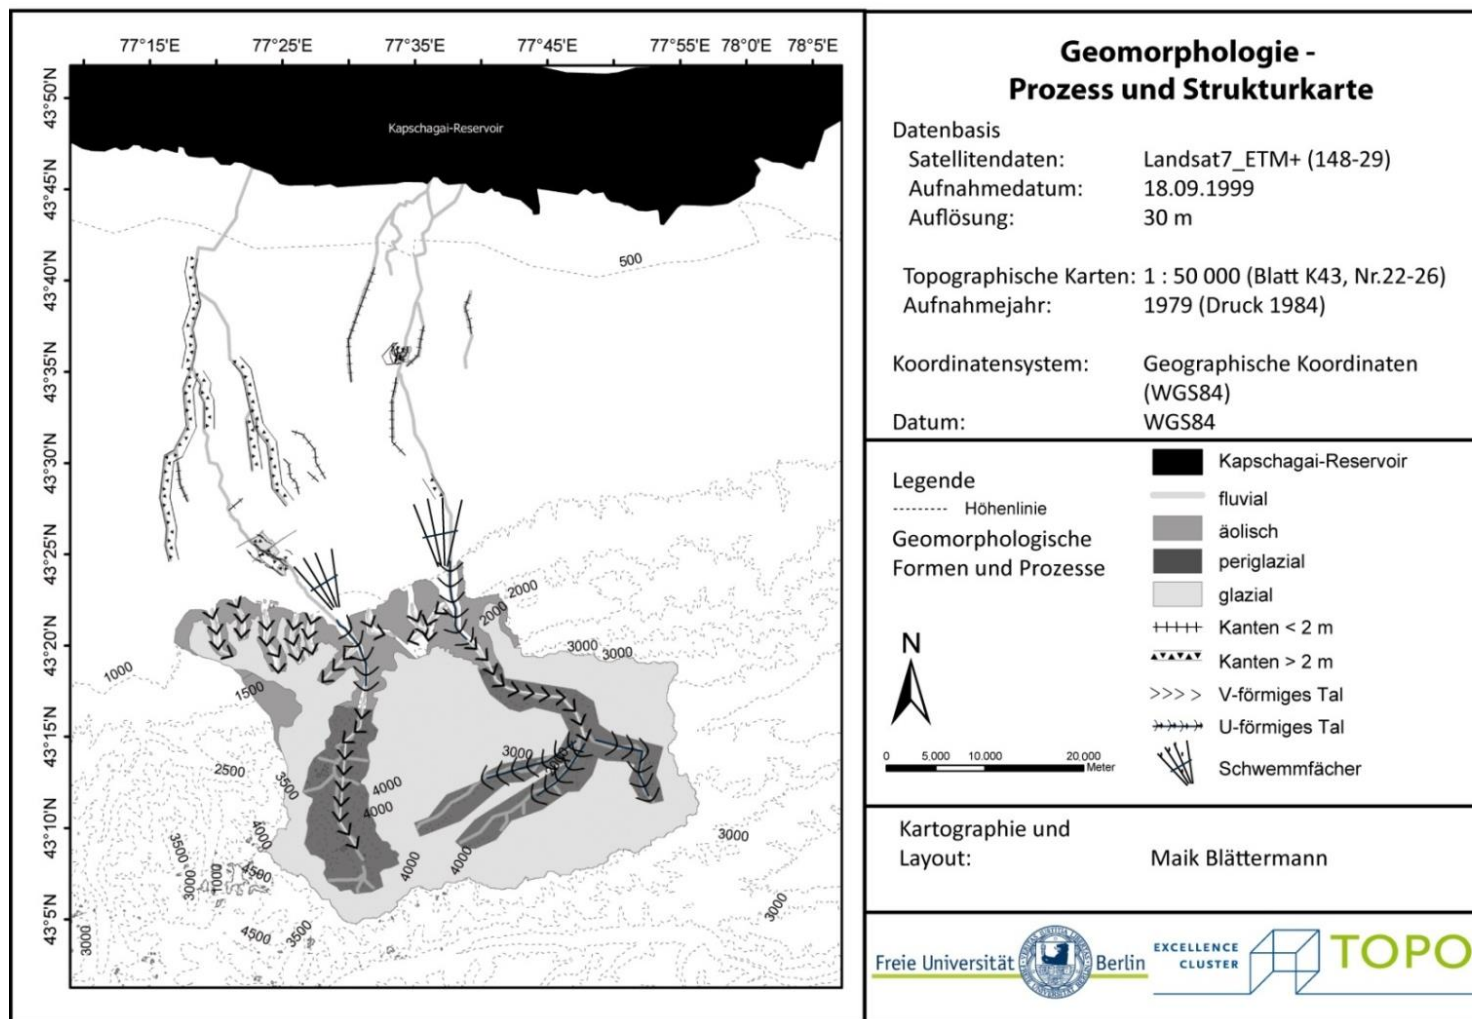 77°15'E 77°25'E 77°35'E 77°45'E 77°55'E 78°0'E 78°5'E
43°50'N
43°45'N
43°40'N
43°35'N
43°30'N
43°25'N
43°20'N
43°15'N
43°10'N
43°5'N
Kapschagai-Reservoir
500
2000
2000
3000
3000
1000
1500
2500
3500
3000
4000
4000
4000
3500
3000
1000
4500
4000
4000
3000
3000
3000
4500
3500
Geomorphologie -
Prozess und Strukturkarte
Datenbasis
Satellitendaten: Landsat7_ETM+ (148-29)
Aufnahmedatum: 18.09.1999
Auflösung: 30 m
Topographische Karten: 1 : 50 000 (Blatt K43, Nr.22-26)
Aufnahmejahr: 1979 (Druck 1984)
Koordinatensystem: Geographische Koordinaten
(WGS84)
Datum: WGS84
Legende
Höhenlinie
Geomorphologische
Formen und Prozesse
Kapschagai-Reservoir
fluvial
äolisch
periglazial
glazial
Kanten < 2 m
Kanten > 2 m
V-förmiges Tal
U-förmiges Tal
Schwemmfächer
N
0 5.000 10.000 20.000
Meter
Kartographie und
Layout: Maik Blättermann
Freie Universität Berlin
EXCELLENCE
CLUSTER
TOPO